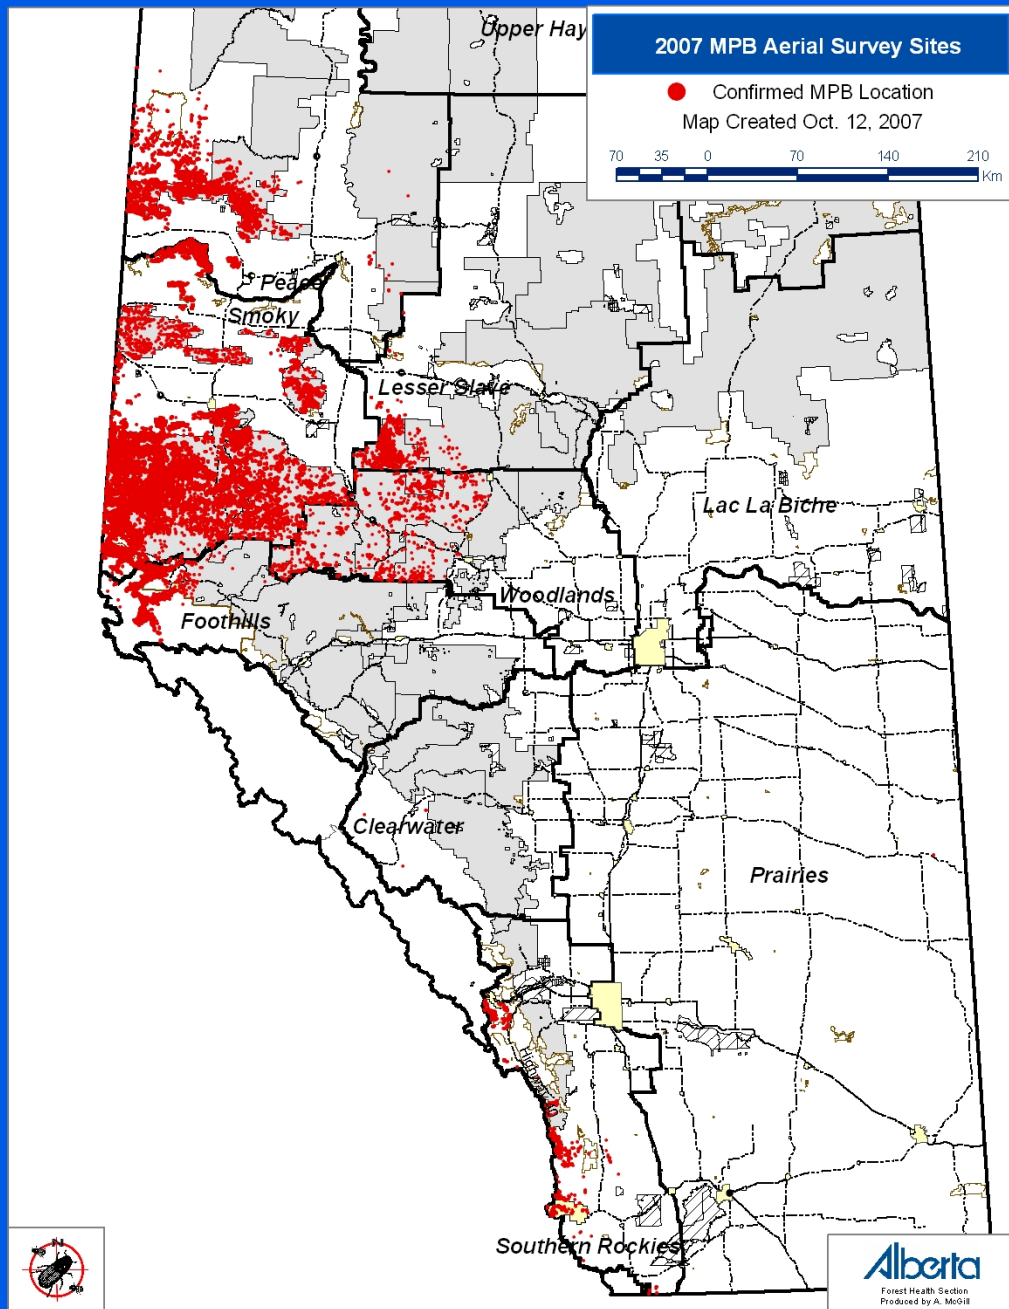 Upper Hay
2007 MPB Aerial Survey Sites
Confirmed MPB Location
Map Created Oct. 12, 2007
70 35 0 70 140 210
Km
Peace
Smoky
Lesser Slave
Lac La Biche
Woodlands
Foothills
Clearwater
Prairies
Highway 40
Southern Rockies
N
Alberta
Forest Health Section
Produced by A. McGill